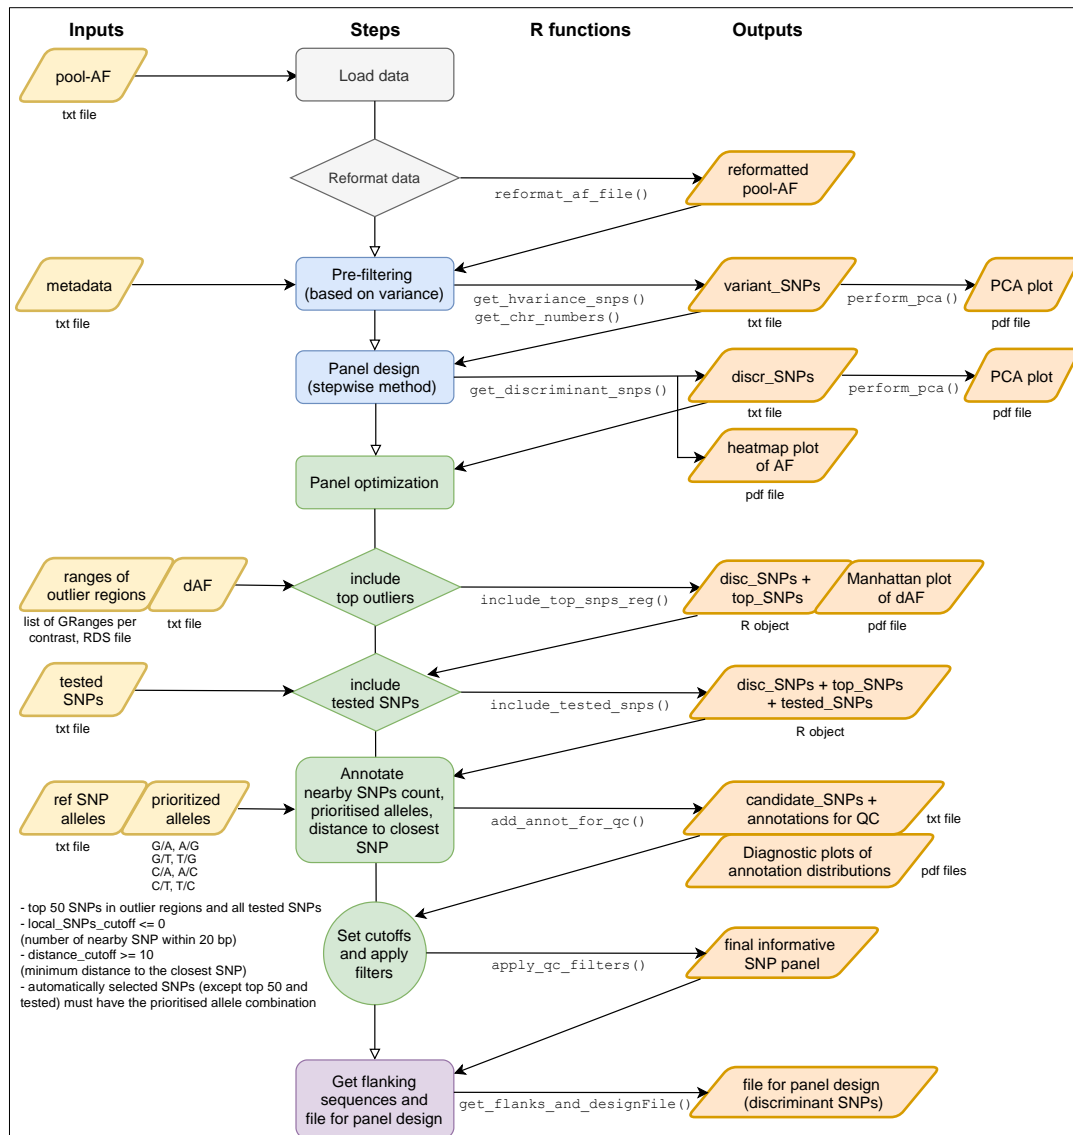 Inputs
Steps
R functions
Outputs
pool-AF
txt file
Load data
Reformat data
reformat_af_file()
reformatted
pool-AF
metadata
txt file
Pre-filtering
(based on variance)
get_hvariance_snps()
get_chr_numbers()
variant_SNPs
txt file
perform_pca()
PCA plot
pdf file
Panel design
(stepwise method)
get_discriminant_snps()
discr_SNPs
txt file
perform_pca()
PCA plot
pdf file
heatmap plot
of AF
pdf file
Panel optimization
ranges of
outlier regions
list of GRanges per
contrast, RDS file
dAF
txt file
include
top outliers
include_top_snps_reg()
disc_SNPs +
top_SNPs
R object
Manhattan plot
of dAF
pdf file
tested
SNPs
txt file
include
tested SNPs
include_tested_snps()
disc_SNPs + top_SNPs
+ tested_SNPs
R object
ref SNP
alleles
txt file
prioritized
alleles
G/A, A/G
G/T, T/G
C/A, A/C
C/T, T/C
Annotate
nearby SNPs count,
prioritised alleles,
distance to closest
SNP
add_annot_for_qc()
candidate_SNPs +
annotations for QC
txt file
Diagnostic plots of
annotation distributions
pdf files
- top 50 SNPs in outlier regions and all tested SNPs
- local_SNPs_cutoff <= 0
(number of nearby SNP within 20 bp)
- distance_cutoff >= 10
(minimum distance to the closest SNP)
- automatically selected SNPs (except top 50 and
tested) must have the prioritised allele combination
Set cutoffs
and apply
filters
apply_qc_filters()
final informative
SNP panel
Get flanking
sequences and
file for panel design
get_flanks_and_designFile()
file for panel design
(discriminant SNPs)